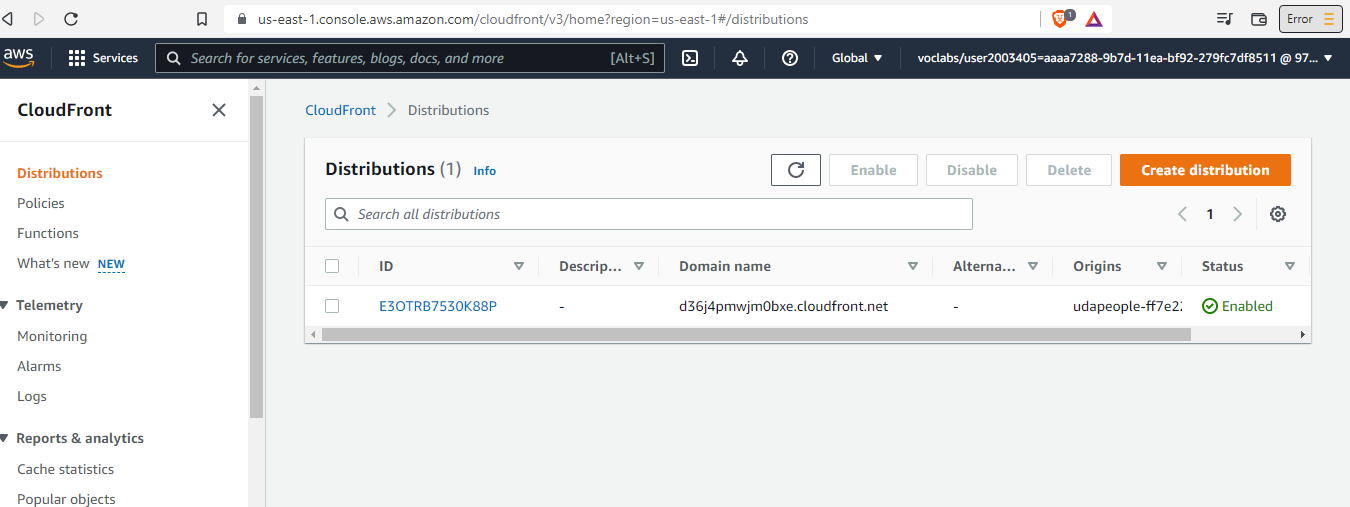 us-east-1.console.aws.amazon.com/cloudfront/v3/home?region=us-east-1#/distributions
1
Error
aws
Services
Search for services, features, blogs, docs, and more
[Alt+S]
Global
voclabs/user2003405=aaaa7288-9b7d-11ea-bf92-279fc7df8511 @ 97...
CloudFront
Distributions
Policies
Functions
What's new NEW
Telemetry
Monitoring
Alarms
Logs
Reports & analytics
Cache statistics
Popular objects
CloudFront > Distributions
Distributions (1) Info
Enable
Disable
Delete
Create distribution
Search all distributions
1
ID Descrip... Domain name Alterna... Origins Status
E3OTRB7530K88P - d36j4pmwjm0bxe.cloudfront.net - udapeople-ff7e22 Enabled